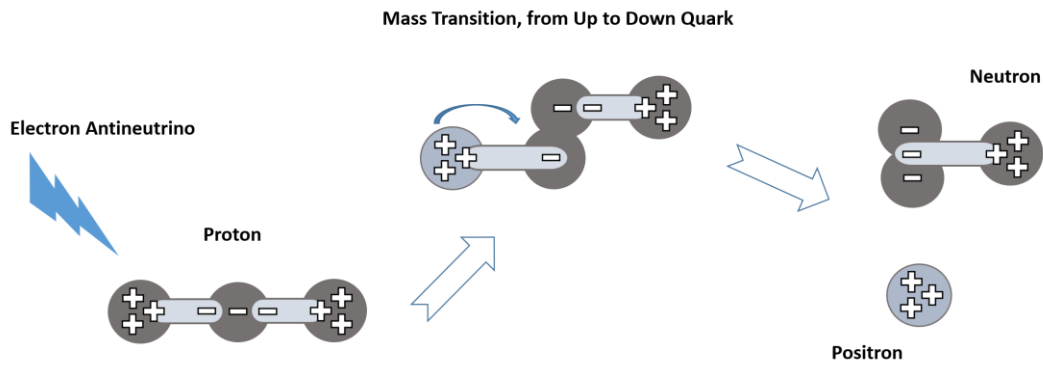 Mass Transition, from Up to Down Quark
Neutron
Electron Antineutrino
Proton
Positron